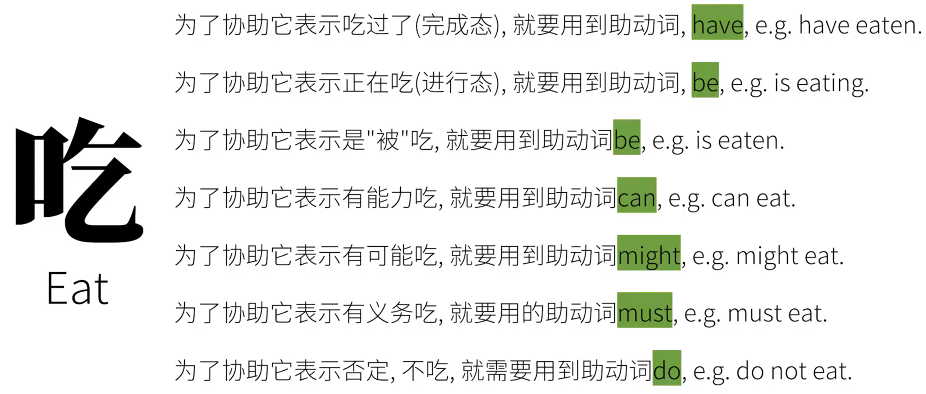 吃
Eat
为了协助它表示吃过了(完成态), 就要用到助动词, have, e.g. have eaten.
为了协助它表示正在吃(进行态), 就要用到助动词, be, e.g. is eating.
为了协助它表示是"被"吃, 就要用到助动词be, e.g. is eaten.
为了协助它表示有能力吃, 就要用到助动词can, e.g. can eat.
为了协助它表示有可能吃, 就要用到助动词might, e.g. might eat.
为了协助它表示有义务吃, 就要用的助动词must, e.g. must eat.
为了协助它表示否定, 不吃, 就需要用到助动词do, e.g. do not eat.